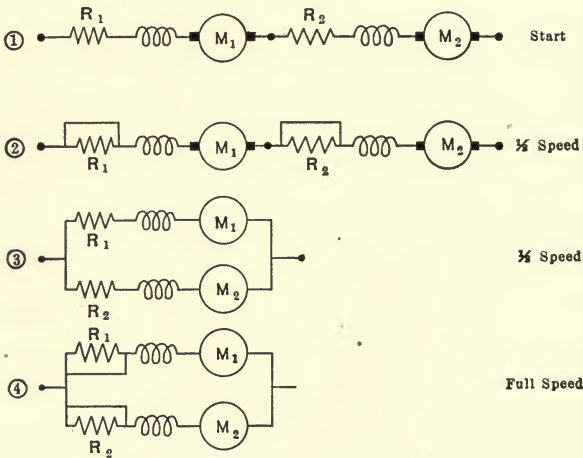 R1 R2
① M1 M2 Start
② M1 M2 ½ Speed
R1 R2
R1 M1
③ ⅓ Speed
R2 M2
R1 M1
④ Full Speed
R2 M2